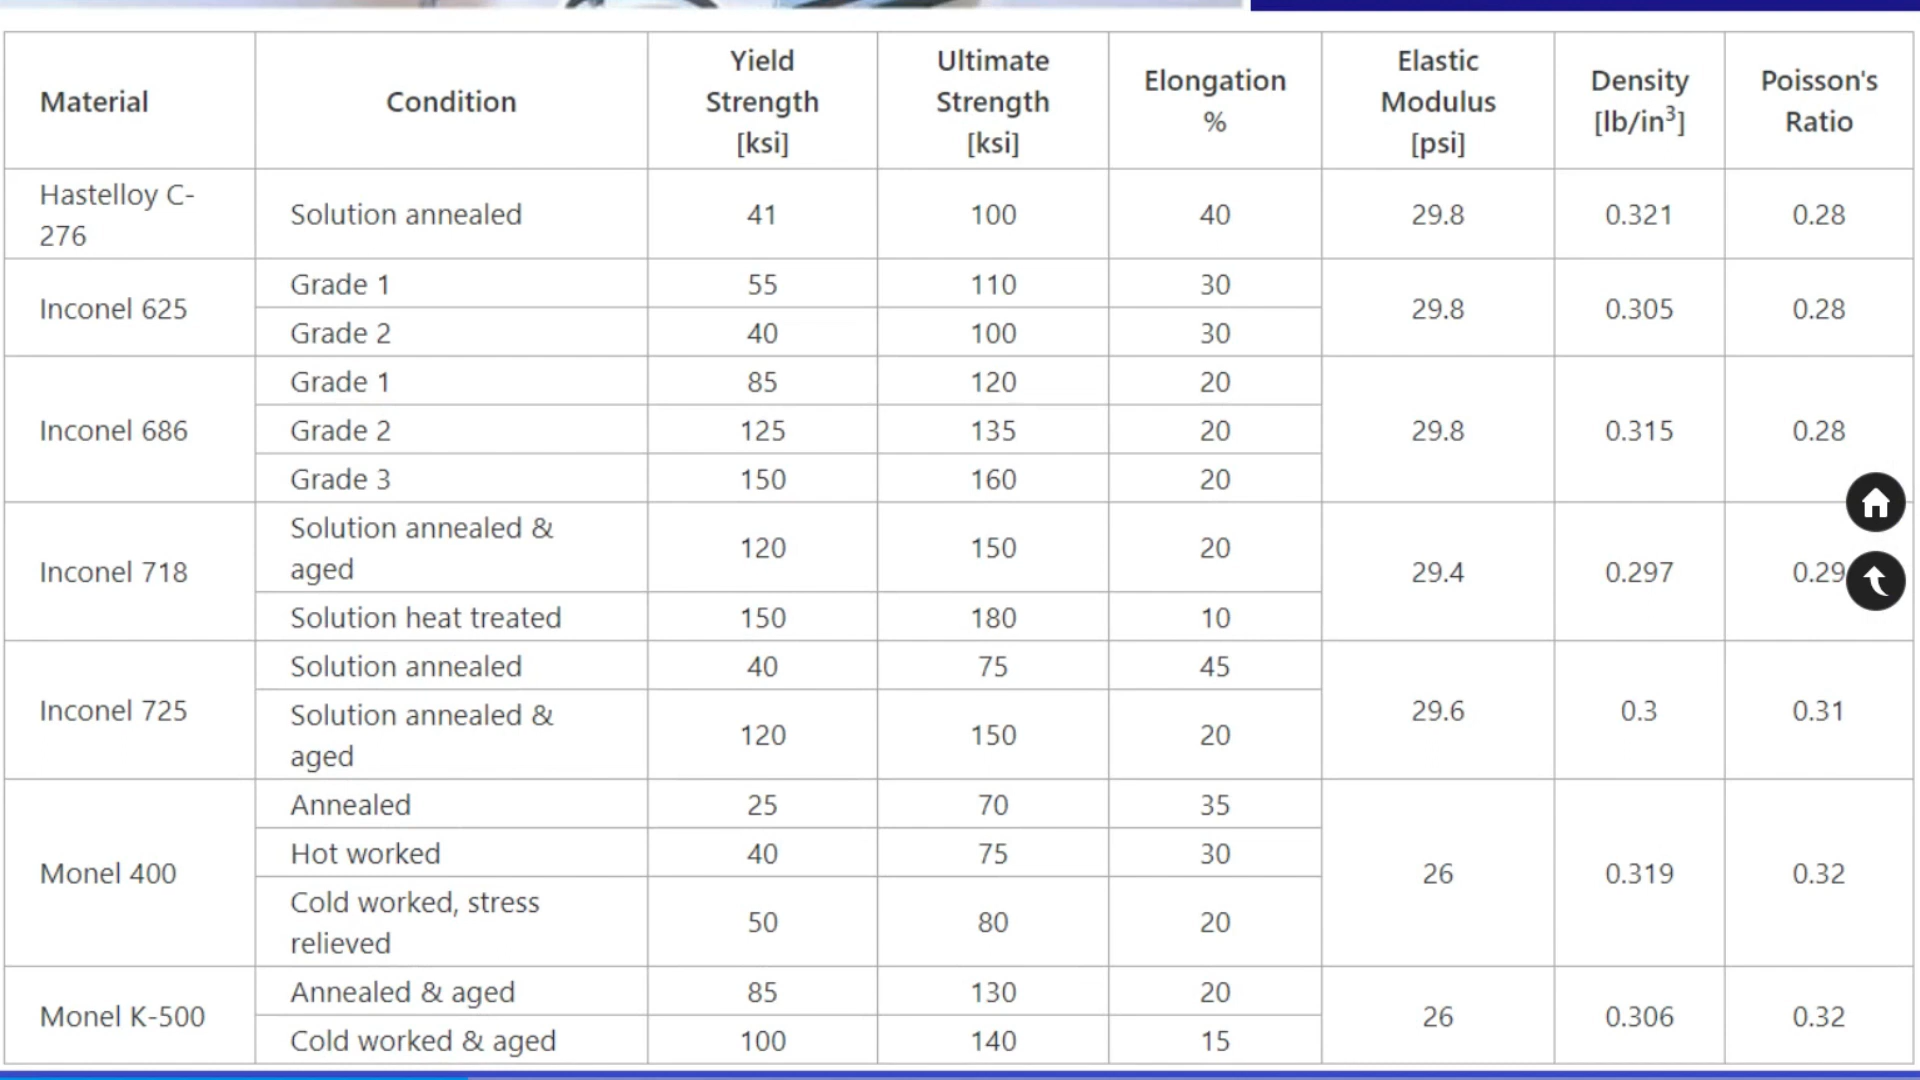 Material Condition Yield Strength [ksi] Ultimate Strength [ksi] Elongation % Elastic Modulus [psi] Density [lb/in³] Poisson's Ratio
Hastelloy C-276 Solution annealed 41 100 40 29.8 0.321 0.28
Inconel 625 Grade 1 55 110 30 29.8 0.305 0.28
Grade 2 40 100 30
Inconel 686 Grade 1 85 120 20 29.8 0.315 0.28
Grade 2 125 135 20
Grade 3 150 160 20
Inconel 718 Solution annealed & aged 120 150 20 29.4 0.297 0.29
Solution heat treated 150 180 10
Inconel 725 Solution annealed 40 75 45 29.6 0.3 0.31
Solution annealed & aged 120 150 20
Monel 400 Annealed 25 70 35 26 0.319 0.32
Hot worked 40 75 30
Cold worked, stress relieved 50 80 20
Monel K-500 Annealed & aged 85 130 20 26 0.306 0.32
Cold worked & aged 100 140 15